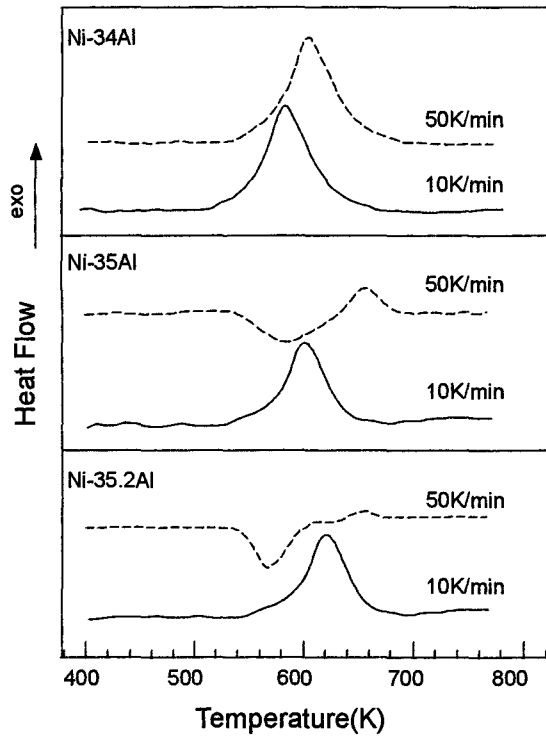 Ni-34Al
50K/min
10K/min
exo
Ni-35Al
50K/min
10K/min
Heat Flow
Ni-35.2Al
50K/min
10K/min
400 500 600 700 800
Temperature(K)